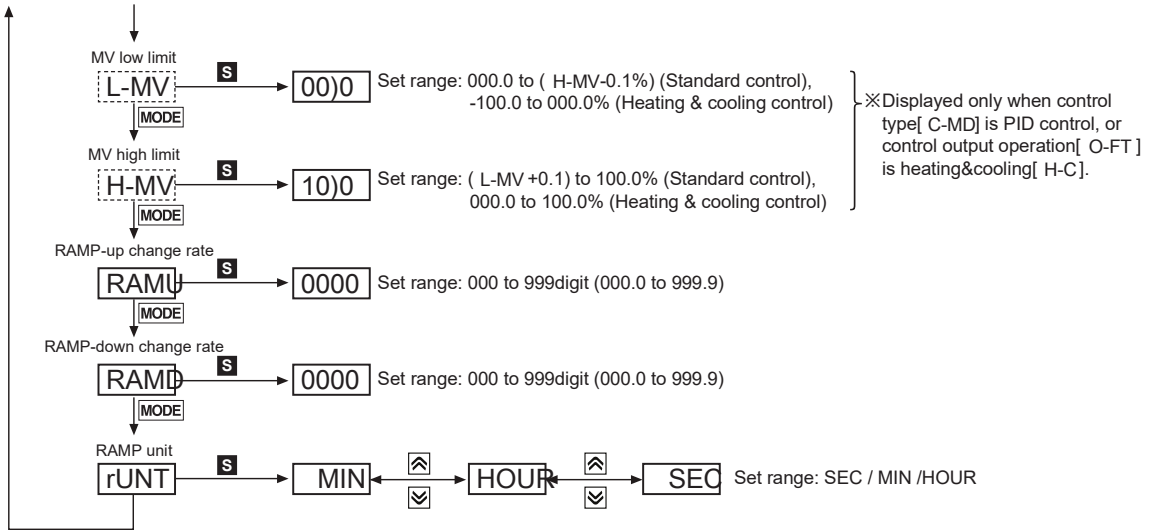 MV low limit
L-MV
S
00)0
Set range: 000.0 to ( H-MV-0.1%) (Standard control),
-100.0 to 000.0% (Heating & cooling control)
MODE
MV high limit
H-MV
S
10)0
Set range: ( L-MV +0.1) to 100.0% (Standard control),
000.0 to 100.0% (Heating & cooling control)
※Displayed only when control
type[ C-MD] is PID control, or
control output operation[ O-FT ]
is heating&cooling[ H-C].
MODE
RAMP-up change rate
RAMU
S
0000
Set range: 000 to 999digit (000.0 to 999.9)
MODE
RAMP-down change rate
RAMD
S
0000
Set range: 000 to 999digit (000.0 to 999.9)
MODE
RAMP unit
rUNT
S
MIN
HOUR
SEC
Set range: SEC / MIN /HOUR